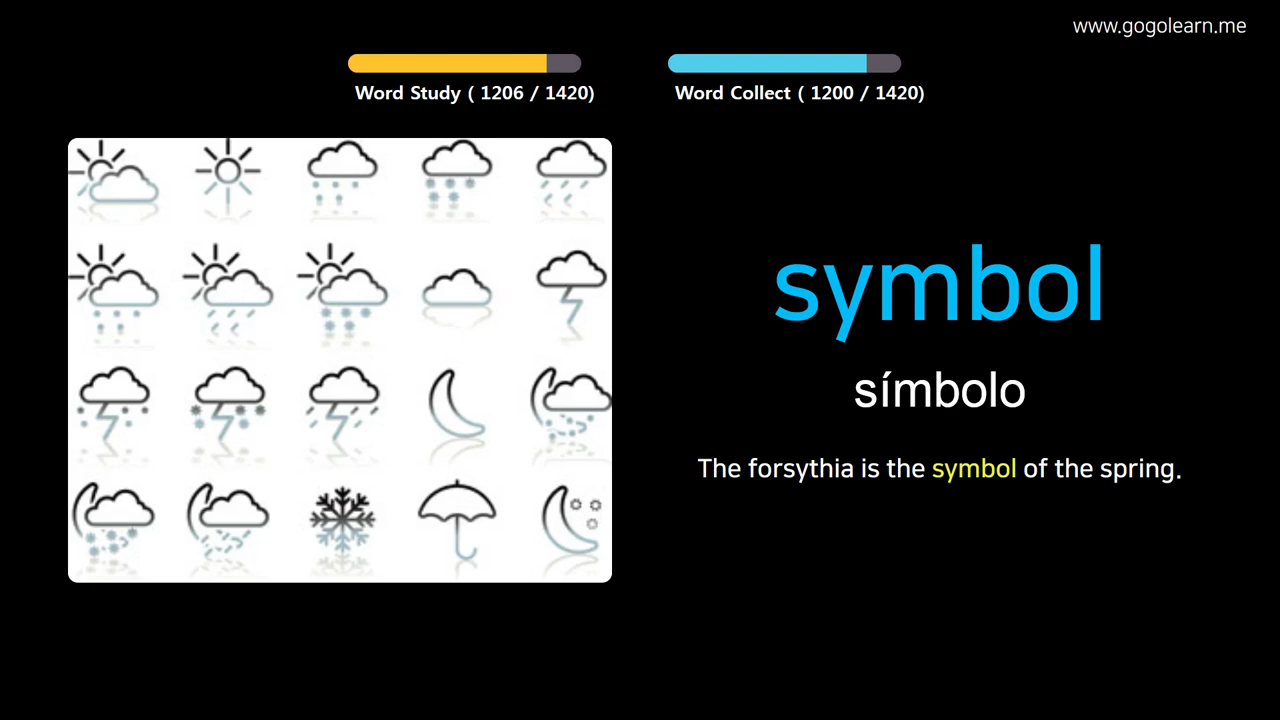 www.gogolearn.me
Word Study ( 1206 / 1420)
Word Collect ( 1200 / 1420)
symbol
símbolo
The forsythia is the symbol of the spring.